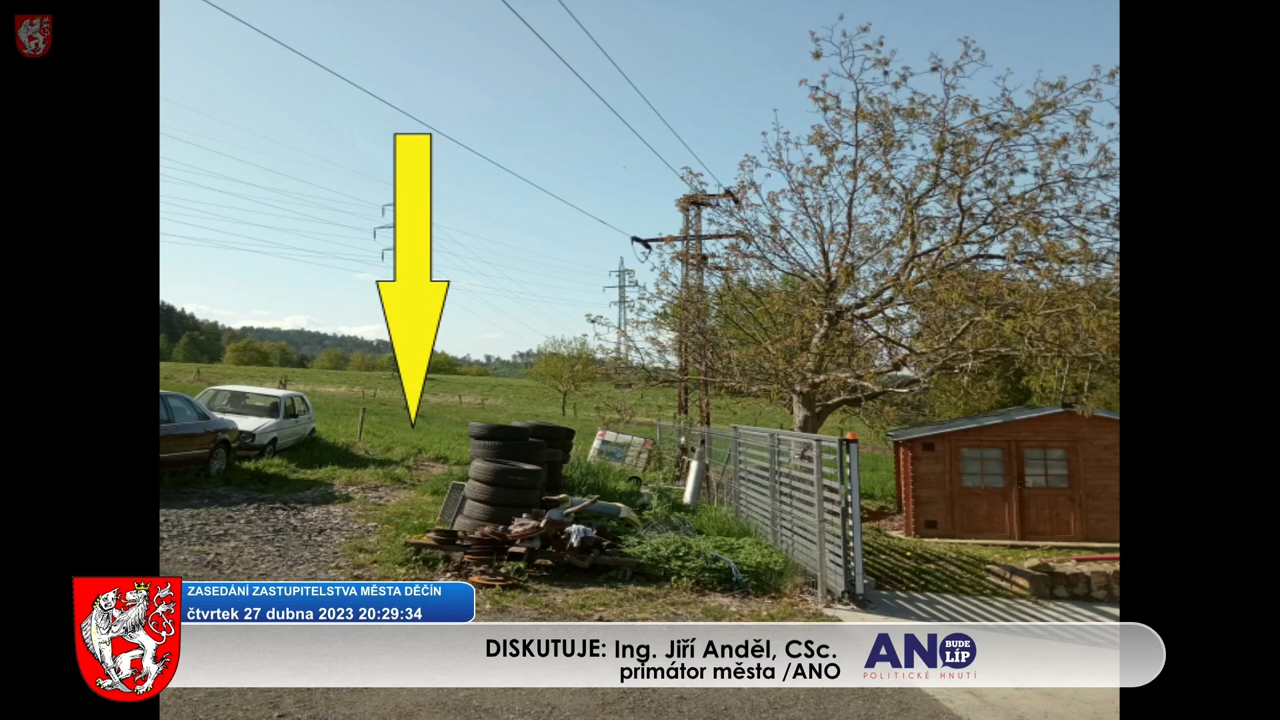 ZASEDÁNÍ ZASTUPITELSTVA MĚSTA DĚČÍN
čtvrtek 27 dubna 2023 20:29:34
DISKUTUJE: Ing. Jiří Anděl, CSc.
primátor města /ANO
ANO
BUDE
LÍP
POLITICKÉ HNUTÍ